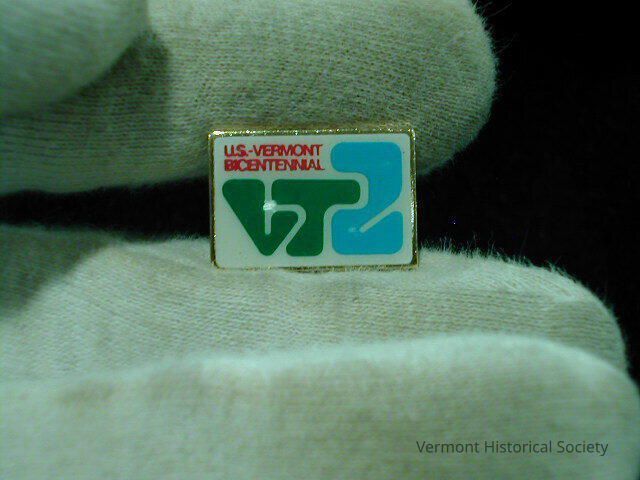 U.S.-VERMONT
BICENTENNIAL
VT2
Vermont Historical Society